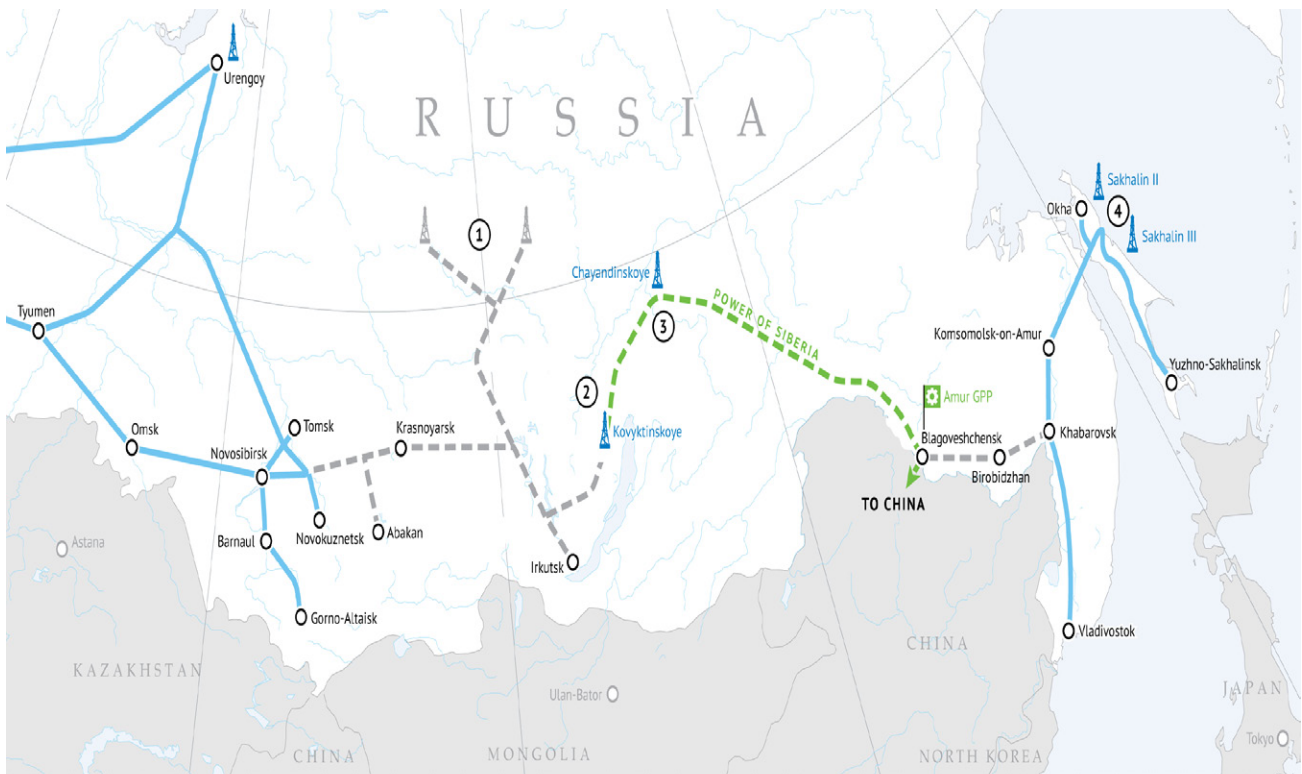 Urengoy
RUSSIA
Sakhalin II
Okha
4
Sakhalin III
1
Chayandinskoye
POWER OF SIBERIA
Tyumen
3
Komsomolsk-on-Amur
Yuzhno-Sakhalinsk
2
Amur GPP
Omsk
Tomsk
Krasnoyarsk
Kovyktinskoye
Novosibirsk
Blagoveshchensk
Khabarovsk
Birobidzhan
TO CHINA
Astana
Barnaul
Novokuznetsk
Abakan
Irkutsk
Gorno-Altaisk
Vladivostok
KAZAKHSTAN
CHINA
Ulan-Bator
JAPAN
CHINA
MONGOLIA
NORTH KOREA
Tokyo